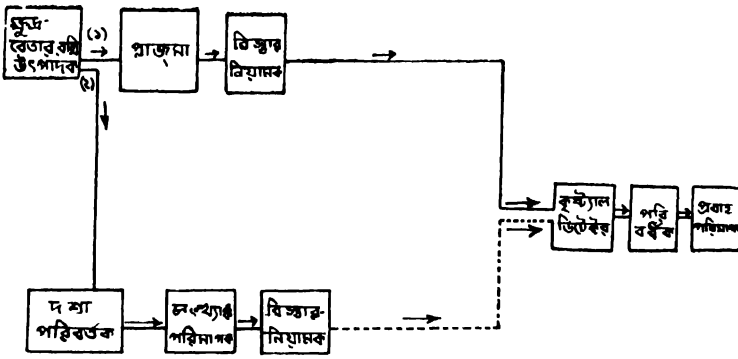 ক্ষুদ্র-
বেতার রশ্মি
উৎপাদক
(১)
প্লাজ্‌মা
বিস্তার
নিয়ামক
(২)
কৃষ্ট্যাল
ডিটেক্টর
পরি
বর্ধক
প্রবাহ
পরিমাপক
দশা
পরিবর্তক
সংখ্যাঙ্ক
পরিমাপক
বিস্তার-
নিয়ামক